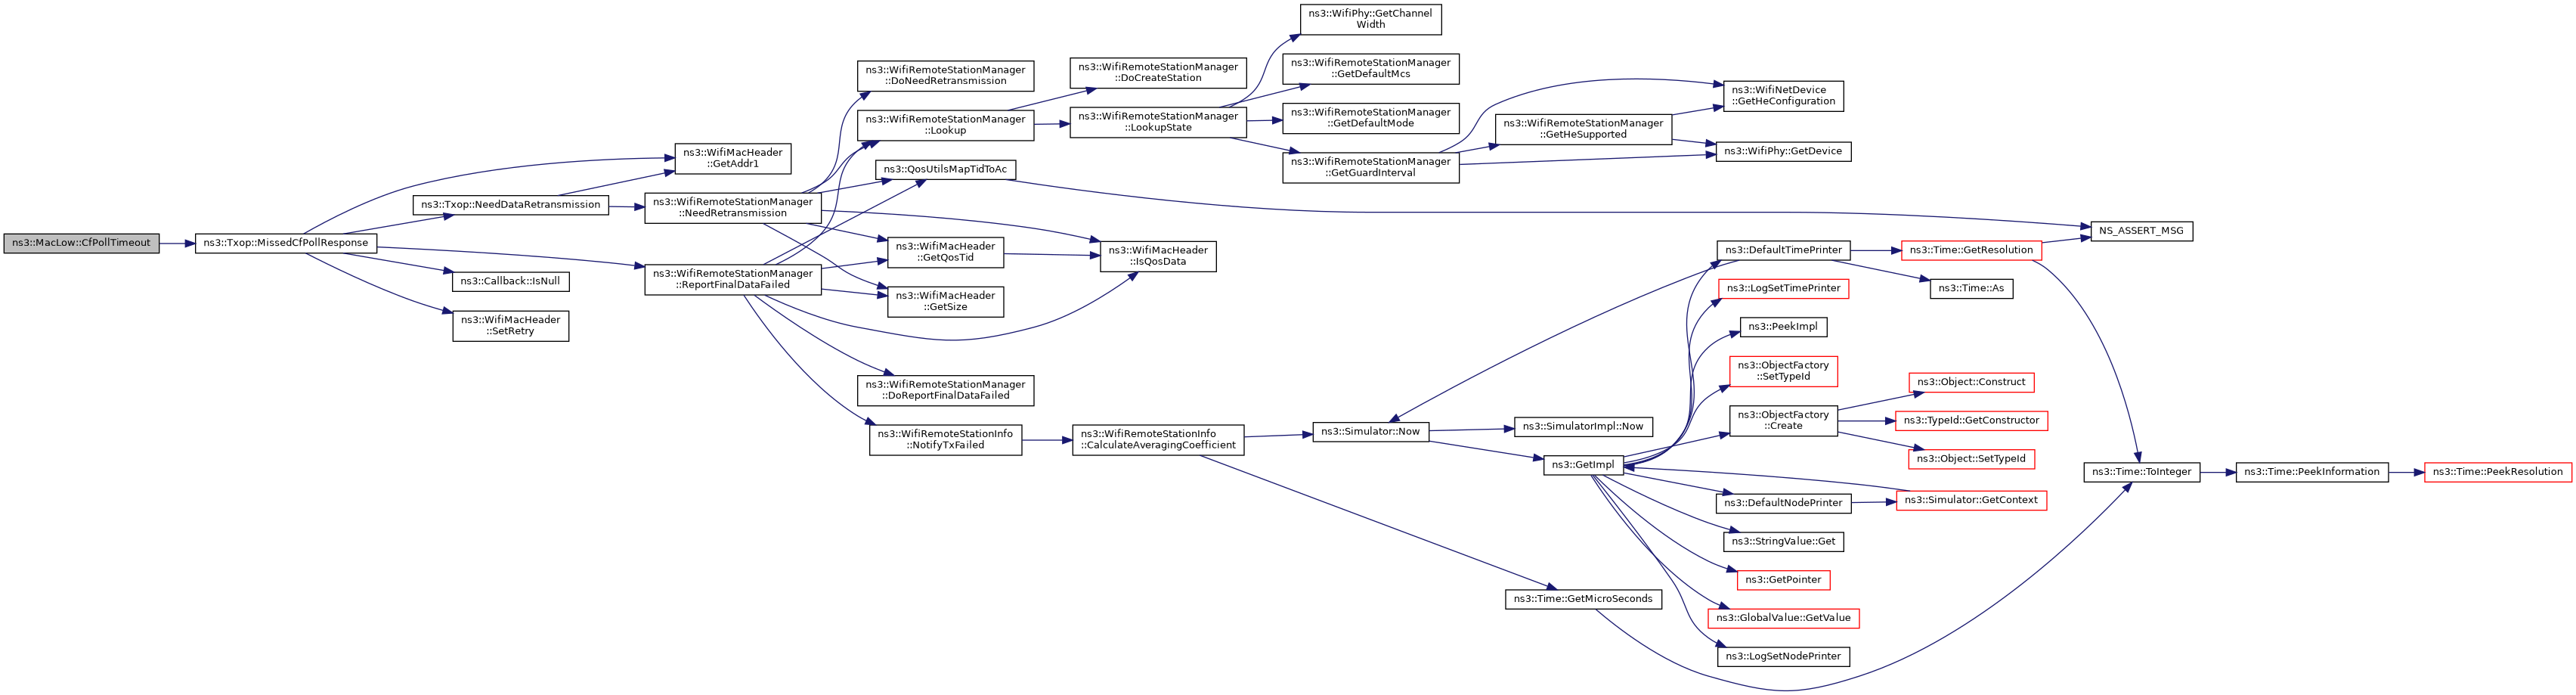 ns3::MacLow::CfPollTimeout
ns3::Txop::MissedCfPollResponse
ns3::WifiMacHeader
::GetAddr1
ns3::Txop::NeedDataRetransmission
ns3::Callback::IsNull
ns3::WifiMacHeader
::SetRetry
ns3::WifiRemoteStationManager
::NeedRetransmission
ns3::WifiRemoteStationManager
::ReportFinalDataFailed
ns3::WifiRemoteStationManager
::DoNeedRetransmission
ns3::WifiRemoteStationManager
::Lookup
ns3::QosUtilsMapTidToAc
ns3::WifiMacHeader
::GetQosTid
ns3::WifiMacHeader
::GetSize
ns3::WifiRemoteStationManager
::DoReportFinalDataFailed
ns3::WifiRemoteStationInfo
::NotifyTxFailed
ns3::WifiRemoteStationManager
::DoCreateStation
ns3::WifiRemoteStationManager
::LookupState
ns3::WifiMacHeader
::IsQosData
ns3::WifiRemoteStationInfo
::CalculateAveragingCoefficient
ns3::WifiPhy::GetChannel
Width
ns3::WifiRemoteStationManager
::GetDefaultMcs
ns3::WifiRemoteStationManager
::GetDefaultMode
ns3::WifiRemoteStationManager
::GetGuardInterval
ns3::Simulator::Now
ns3::WifiRemoteStationManager
::GetHeSupported
ns3::SimulatorImpl::Now
ns3::GetImpl
ns3::Time::GetMicroSeconds
ns3::WifiNetDevice
::GetHeConfiguration
ns3::WifiPhy::GetDevice
ns3::DefaultTimePrinter
ns3::LogSetTimePrinter
ns3::PeekImpl
ns3::ObjectFactory
::SetTypeId
ns3::ObjectFactory
::Create
ns3::DefaultNodePrinter
ns3::StringValue::Get
ns3::GetPointer
ns3::GlobalValue::GetValue
ns3::LogSetNodePrinter
ns3::Time::GetResolution
ns3::Time::As
ns3::Object::Construct
ns3::TypeId::GetConstructor
ns3::Object::SetTypeId
ns3::Simulator::GetContext
NS_ASSERT_MSG
ns3::Time::ToInteger
ns3::Time::PeekInformation
ns3::Time::PeekResolution